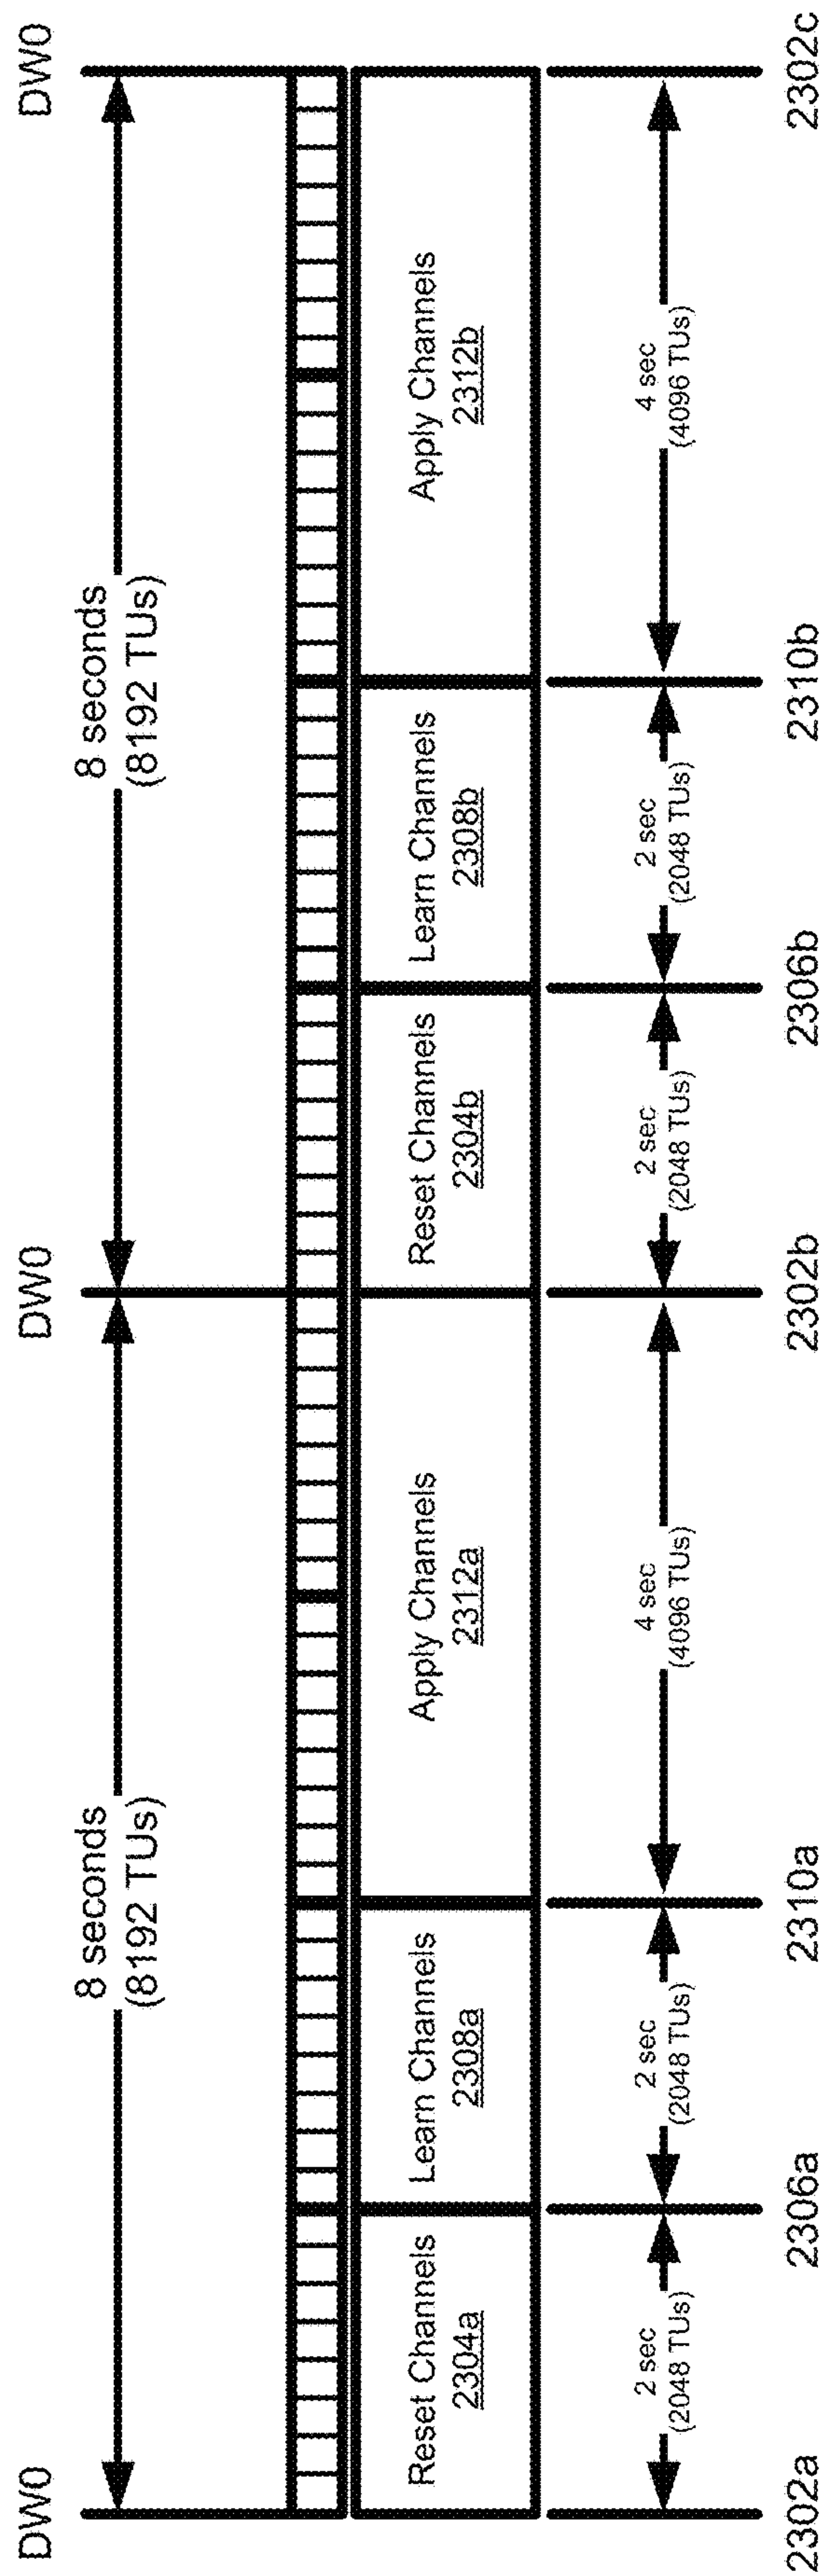 DW0
DW0
DW0
8 seconds
(8192 TUs)
8 seconds
(8192 TUs)
Reset Channels
2304a
Learn Channels
2308a
Apply Channels
2312a
Reset Channels
2304b
Learn Channels
2308b
Apply Channels
2312b
2 sec
(2048 TUs)
2 sec
(2048 TUs)
4 sec
(4096 TUs)
2 sec
(2048 TUs)
2 sec
(2048 TUs)
4 sec
(4096 TUs)
2302a
2306a
2310a
2302b
2306b
2310b
2302c